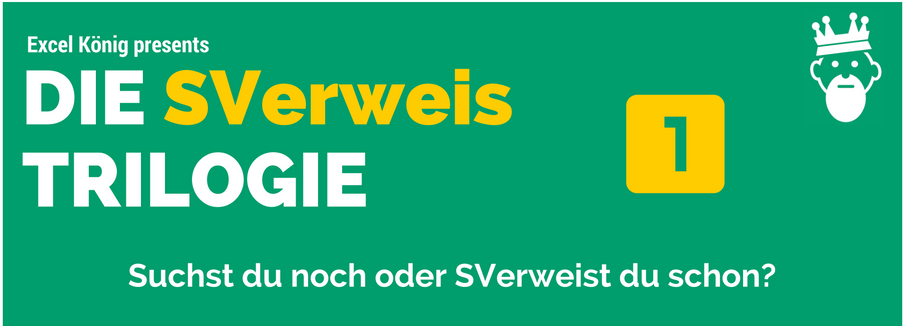 Excel König presents
DIE SVerweis
TRILOGIE
1
Suchst du noch oder SVerweist du schon?